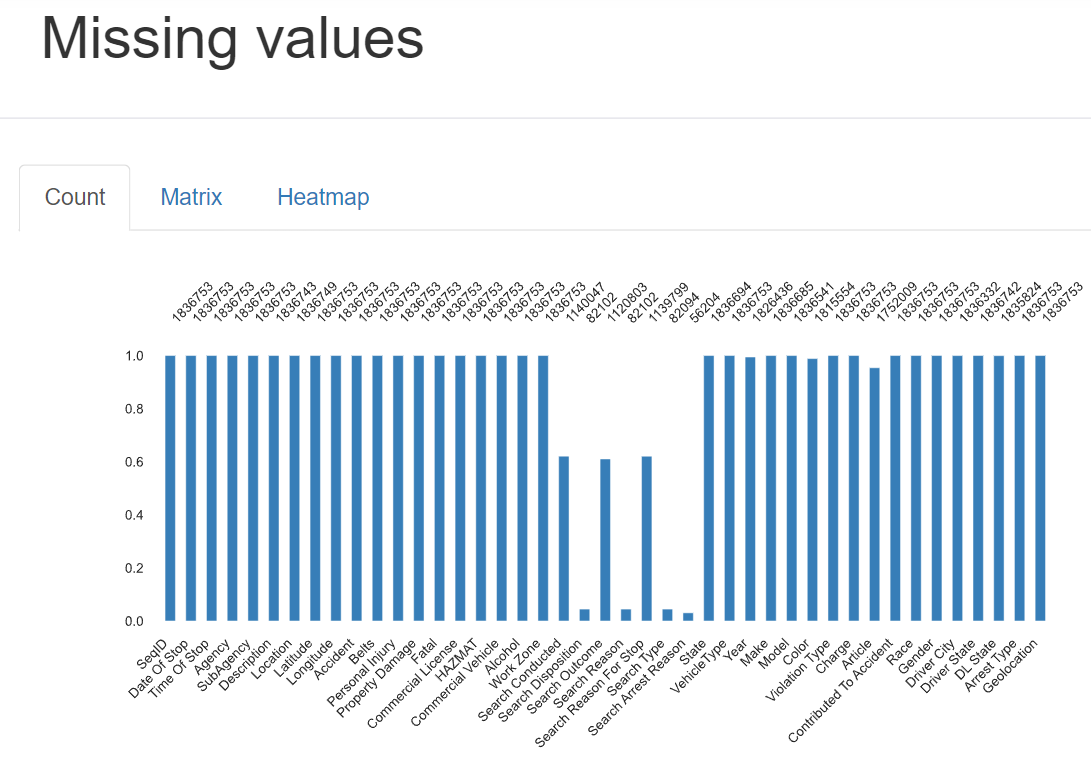 Missing values
Count
Matrix
Heatmap
1836753
1836753
1836753
1836753
1836753
1836743
1836749
1836753
1836753
1836753
1836753
1836753
1836753
1836753
1836753
1836753
1836753
1836753
1836753
1140047
82102
1120803
82102
1139799
82094
56204
1836694
1836753
1826436
1836685
1836541
1815554
1836753
1836753
1752009
1836753
1836753
1836753
1836332
1836742
1835824
1836753
1836753
1.0
0.8
0.6
0.4
0.2
0.0
SeqID
Date Of Stop
Time Of Stop
Agency
SubAgency
Description
Location
Latitude
Longitude
Accident
Belts
Personal Injury
Property Damage
Fatal
Commercial License
HAZMAT
Commercial Vehicle
Alcohol
Work Zone
Search Conducted
Search Disposition
Search Outcome
Search Reason
Search Reason For Stop
Search Type
Search Arrest Reason
State
VehicleType
Year
Make
Model
Color
Violation Type
Charge
Article
Contributed To Accident
Race
Gender
Driver City
Driver State
DL State
Arrest Type
Geolocation